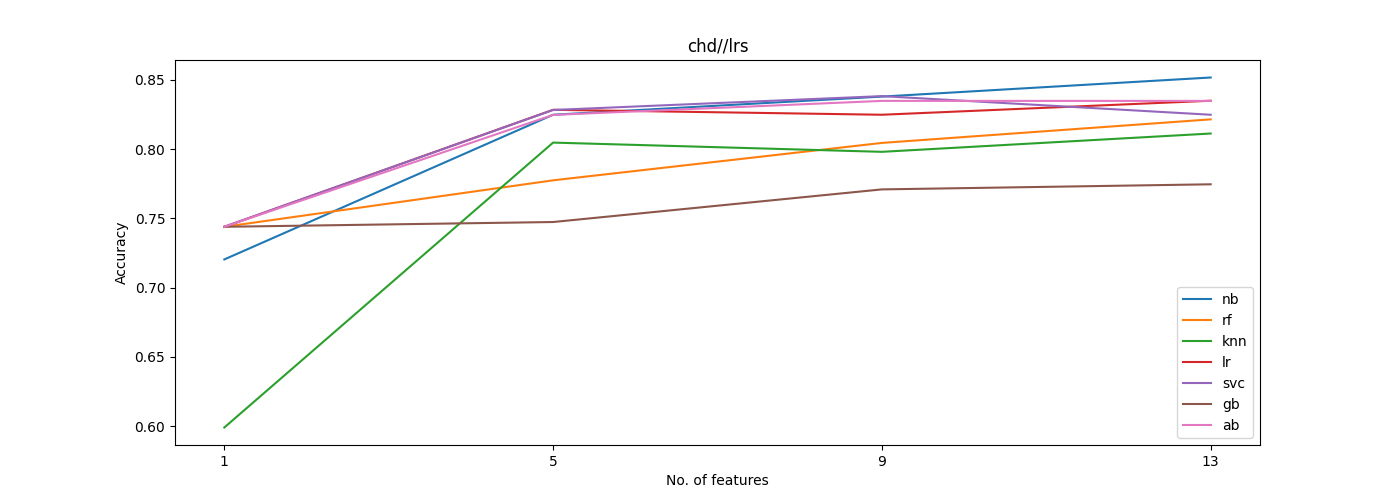 chd//lrs
Accuracy
0.85
0.80
0.75
0.70
0.65
0.60
1 5 9 13
No. of features
nb
rf
knn
lr
svc
gb
ab